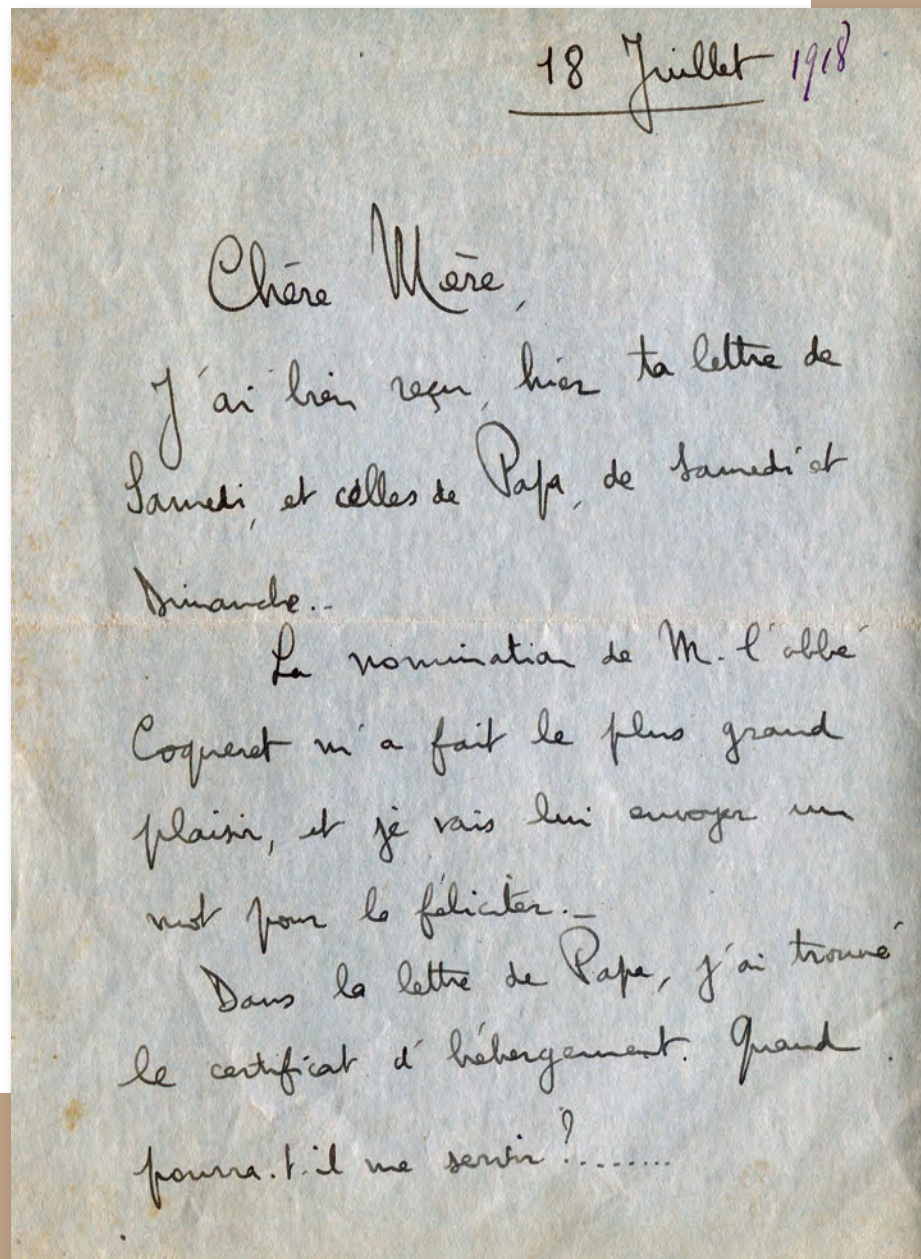 18 Juillet 1918
Chère Mère,
J'ai bien reçu, hier ta lettre de
Samedi, et celles de Papa, de Samedi et
Dimanche..
La nomination de M. l'abbé
Coqueret m'a fait le plus grand
plaisir, et je vais lui envoyer un
mot pour le féliciter._
Dans la lettre de Papa, j'ai trouvé
le certificat d'hébergement. Quand
pourra.t.il me servir?........